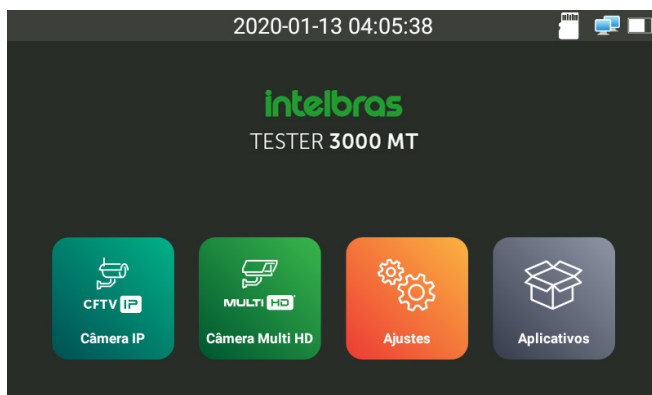 2020-01-13 04:05:38
intelbras
TESTER 3000 MT
CFTV IP
MULTI HD
Câmera IP
Câmera Multi HD
Ajustes
Aplicativos